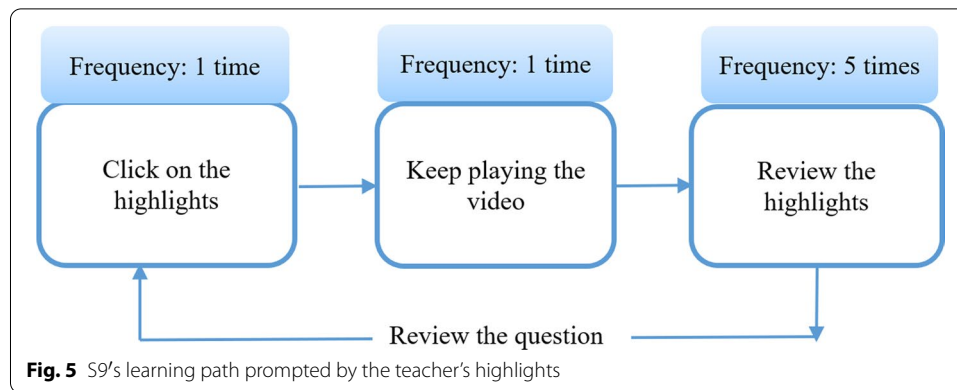 Frequency: 1 time
Frequency: 1 time
Frequency: 5 times
Click on the
highlights
Keep playing the
video
Review the
highlights
Review the question
Fig. 5 S9′s learning path prompted by the teacher’s highlights